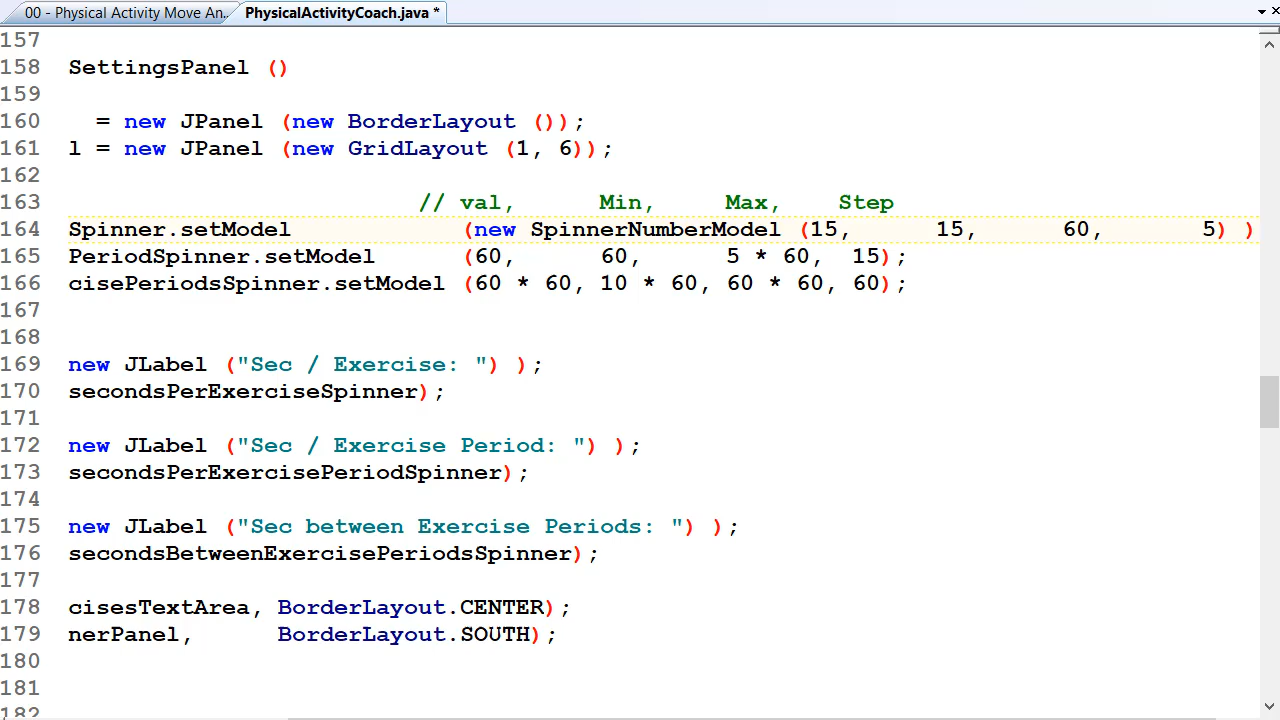 00 - Physical Activity Move An..
PhysicalActivityCoach.java *
157
158 SettingsPanel ()
159
160 = new JPanel (new BorderLayout ());
161 l = new JPanel (new GridLayout (1, 6));
162
163 // val, Min, Max, Step
164 Spinner.setModel (new SpinnerNumberModel (15, 15, 60, 5) )
165 PeriodSpinner.setModel (60, 60, 5 * 60, 15);
166 cisePeriodsSpinner.setModel (60 * 60, 10 * 60, 60 * 60, 60);
167
168
169 new JLabel ("Sec / Exercise: ") );
170 secondsPerExerciseSpinner);
171
172 new JLabel ("Sec / Exercise Period: ") );
173 secondsPerExercisePeriodSpinner);
174
175 new JLabel ("Sec between Exercise Periods: ") );
176 secondsBetweenExercisePeriodsSpinner);
177
178 cisesTextArea, BorderLayout.CENTER);
179 nerPanel, BorderLayout.SOUTH);
180
181
182